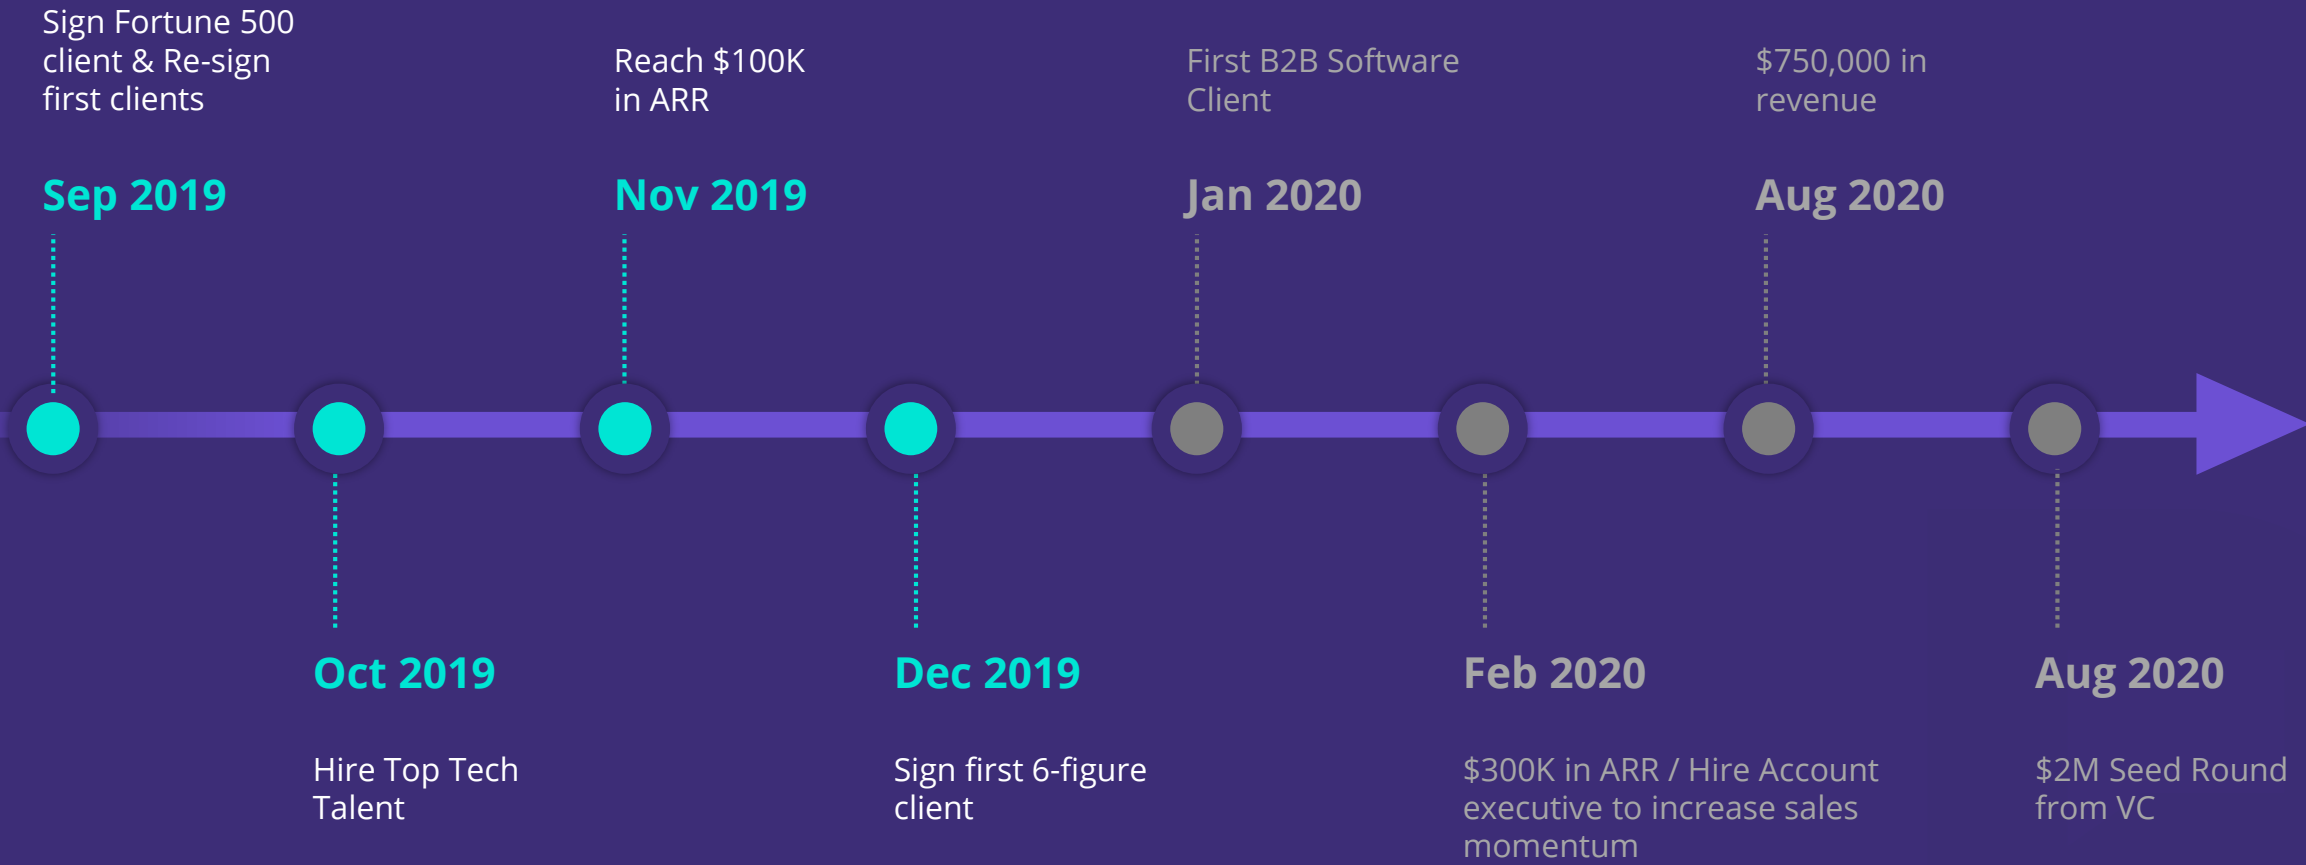 Sign Fortune 500
client & Re-sign
first clients
Sep 2019
Oct 2019
Hire Top Tech
Talent
Reach $100K
in ARR
Nov 2019
Dec 2019
Sign first 6-figure
client
First B2B Software
Client
Jan 2020
Feb 2020
$300K in ARR / Hire Account
executive to increase sales
momentum
$750,000 in
revenue
Aug 2020
Aug 2020
$2M Seed Round
from VC